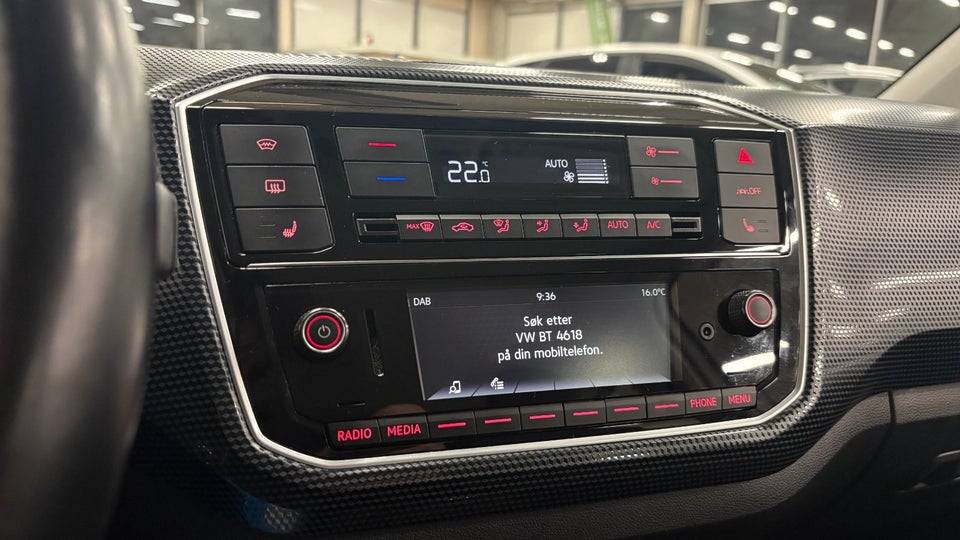 22.0 °C
AUTO
OFF
MAX
AUTO
A/C
DAB
9:36
16.0°C
Søk etter
VW BT 4618
på din mobiltelefon.
RADIO
MEDIA
PHONE
MENU